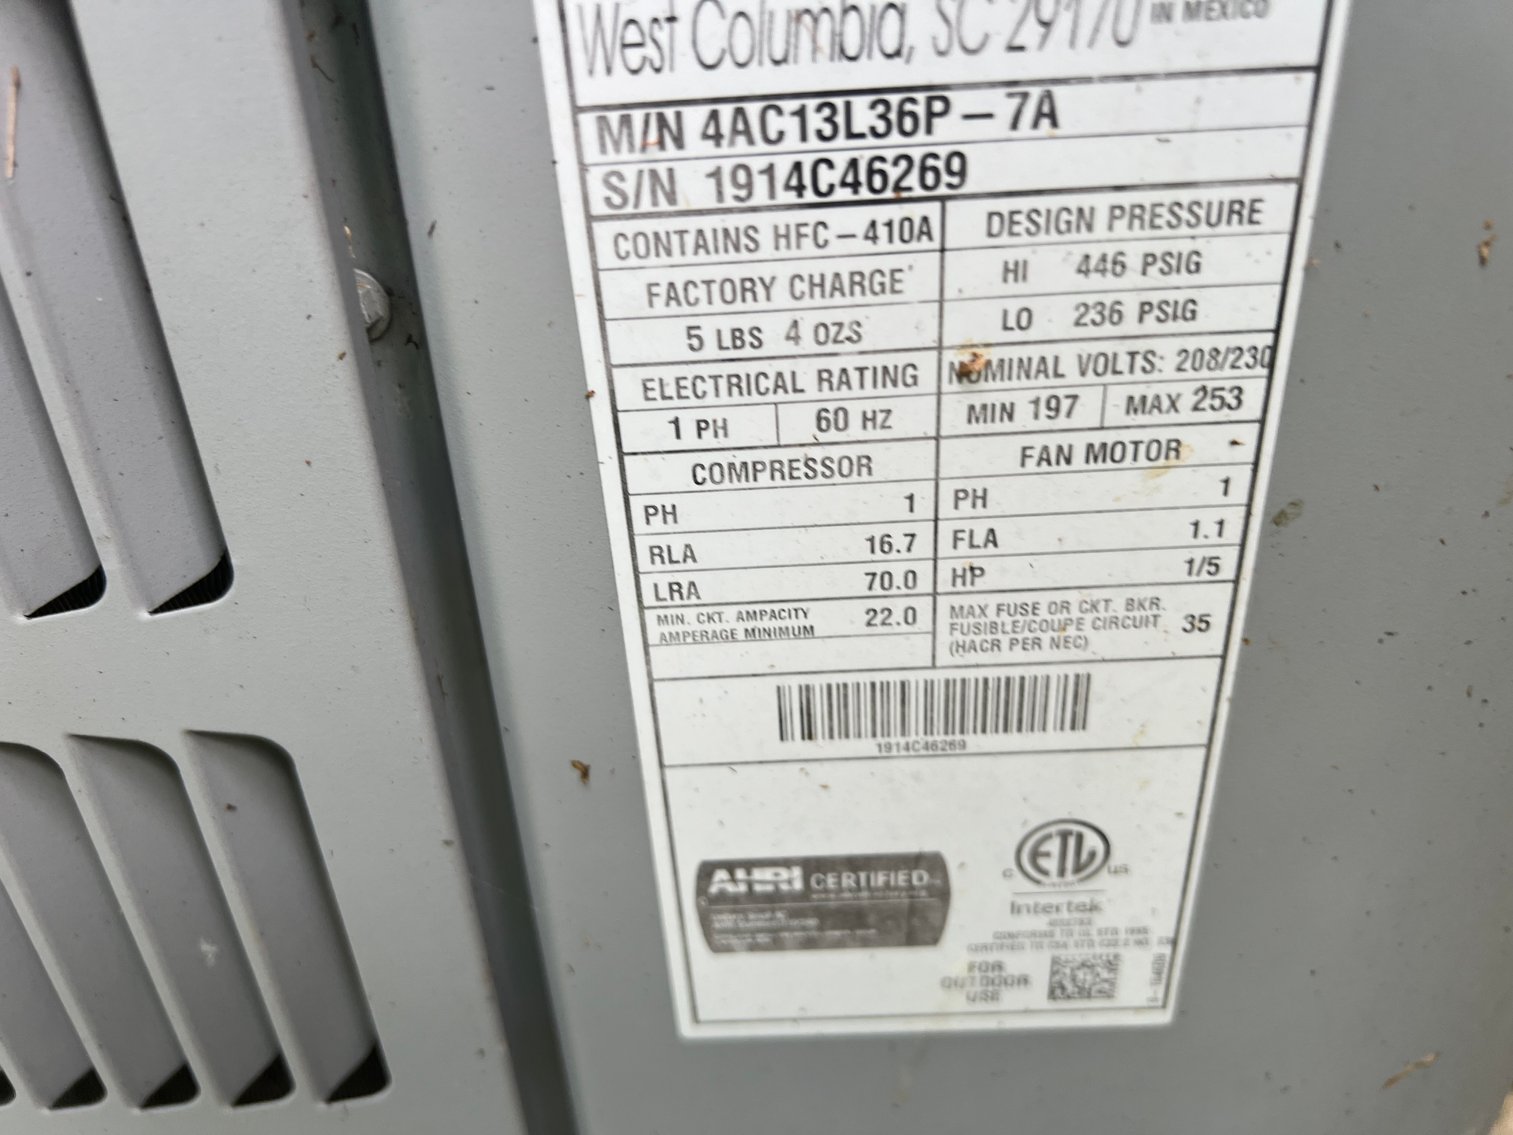 West Columbia, SC 29170 IN MEXICO
M/N 4AC13L36P-7A
S/N 1914C46269
CONTAINS HFC-410A
DESIGN PRESSURE
FACTORY CHARGE
HI 446 PSIG
5 LBS 4 OZS
LO 236 PSIG
ELECTRICAL RATING
NOMINAL VOLTS: 208/230
1 PH 60 HZ
MIN 197 MAX 253
COMPRESSOR
FAN MOTOR
PH 1
PH 1
RLA 16.7
FLA 1.1
LRA 70.0
HP 1/5
MIN. CKT. AMPACITY
AMPERAGE MINIMUM 22.0
MAX FUSE OR CKT. BKR.
FUSIBLE/COUPE CIRCUIT 35
(HACR PER NEC)
1914C46269
AHRI CERTIFIED
ETL
C US
Intertek
FOR
OUTDOOR
USE